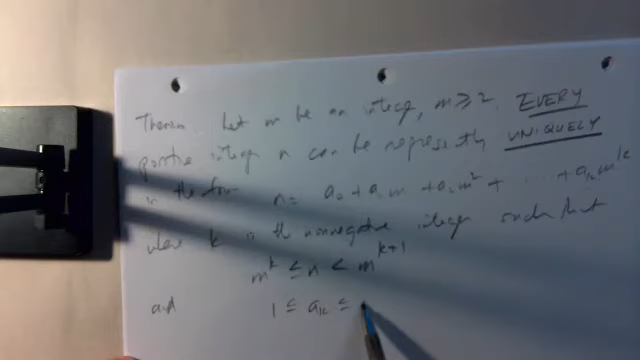 Theorem. Let m be an integer, m ≥ 2. EVERY
positive integer n can be represented UNIQUELY
in the form n = a₀ + a₁m + a₂m² + ... + aₖmᵏ
where k is the nonnegative integer such that
mᵏ ≤ n < mᵏ⁺¹
and 1 ≤ aₖ ≤